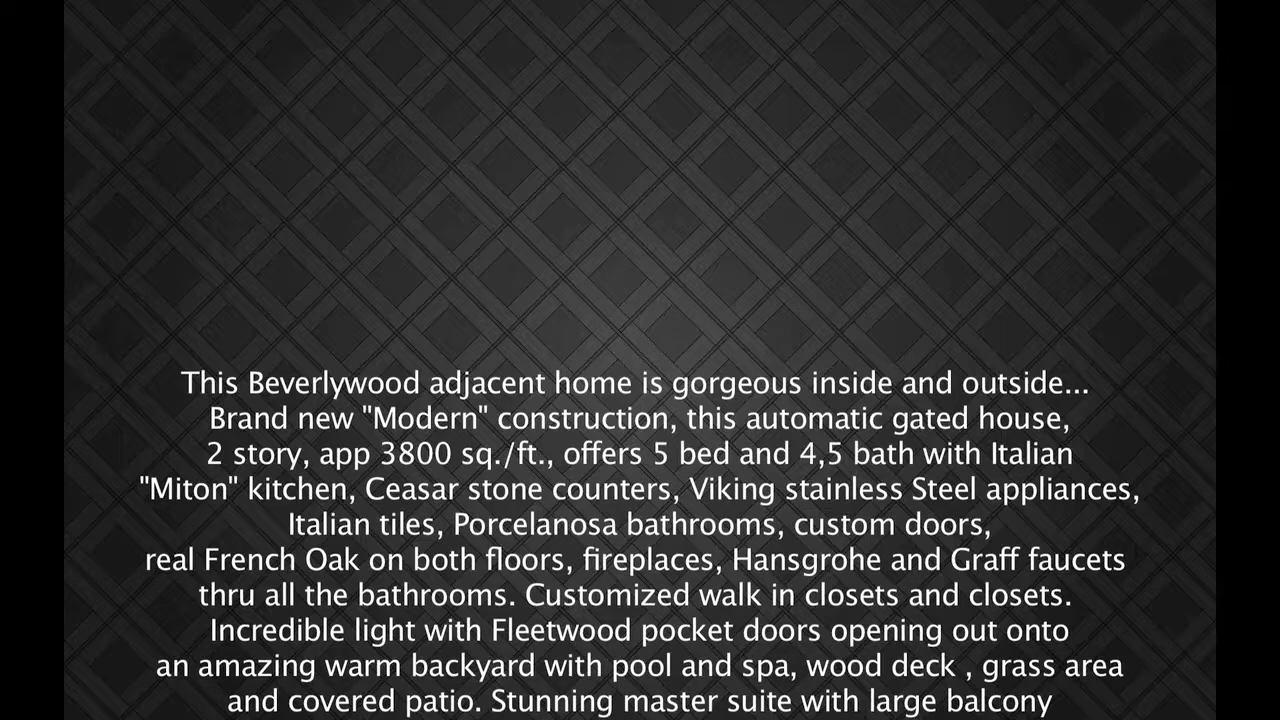 This Beverlywood adjacent home is gorgeous inside and outside...
Brand new "Modern" construction, this automatic gated house,
2 story, app 3800 sq./ft., offers 5 bed and 4,5 bath with Italian
"Miton" kitchen, Ceasar stone counters, Viking stainless Steel appliances,
Italian tiles, Porcelanosa bathrooms, custom doors,
real French Oak on both floors, fireplaces, Hansgrohe and Graff faucets
thru all the bathrooms. Customized walk in closets and closets.
Incredible light with Fleetwood pocket doors opening out onto
an amazing warm backyard with pool and spa, wood deck , grass area
and covered patio. Stunning master suite with large balcony